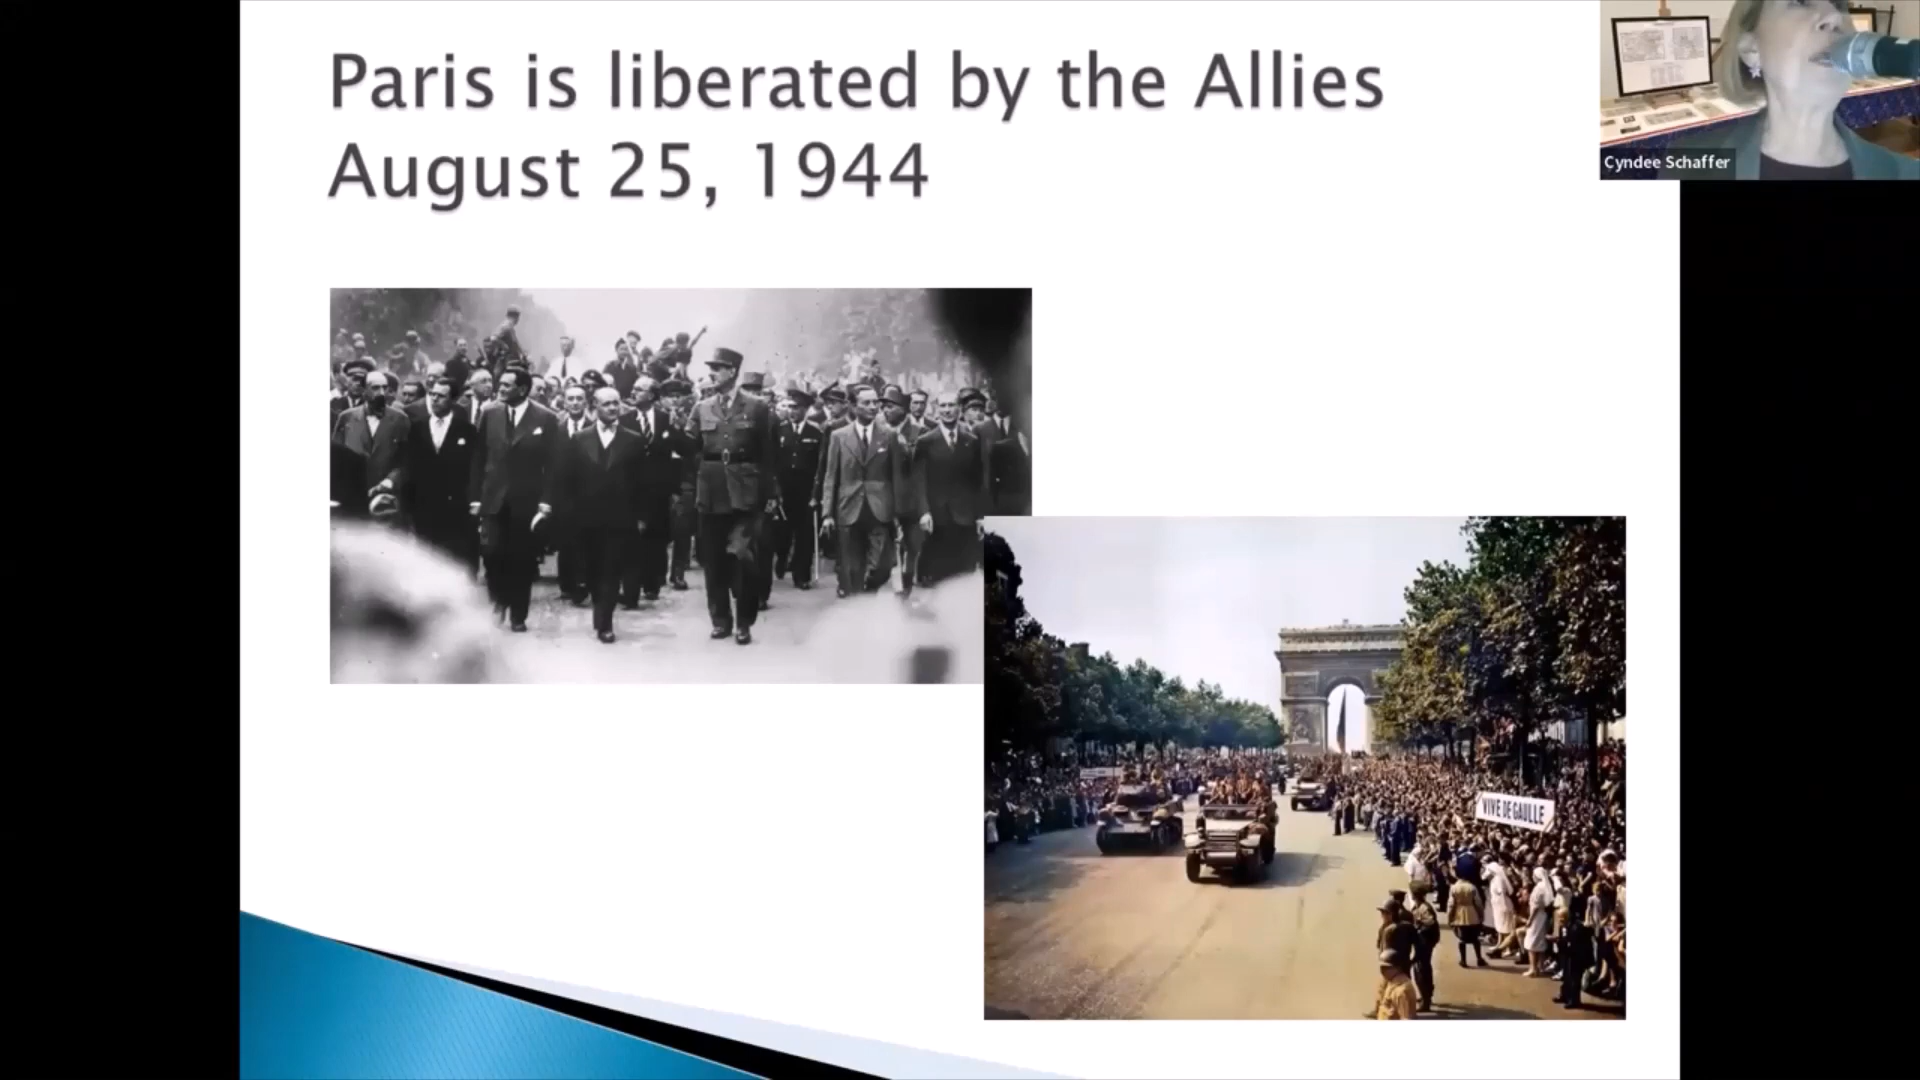 Paris is liberated by the Allies
August 25, 1944
Cyndee Schaffer
VIVE DE GAULLE